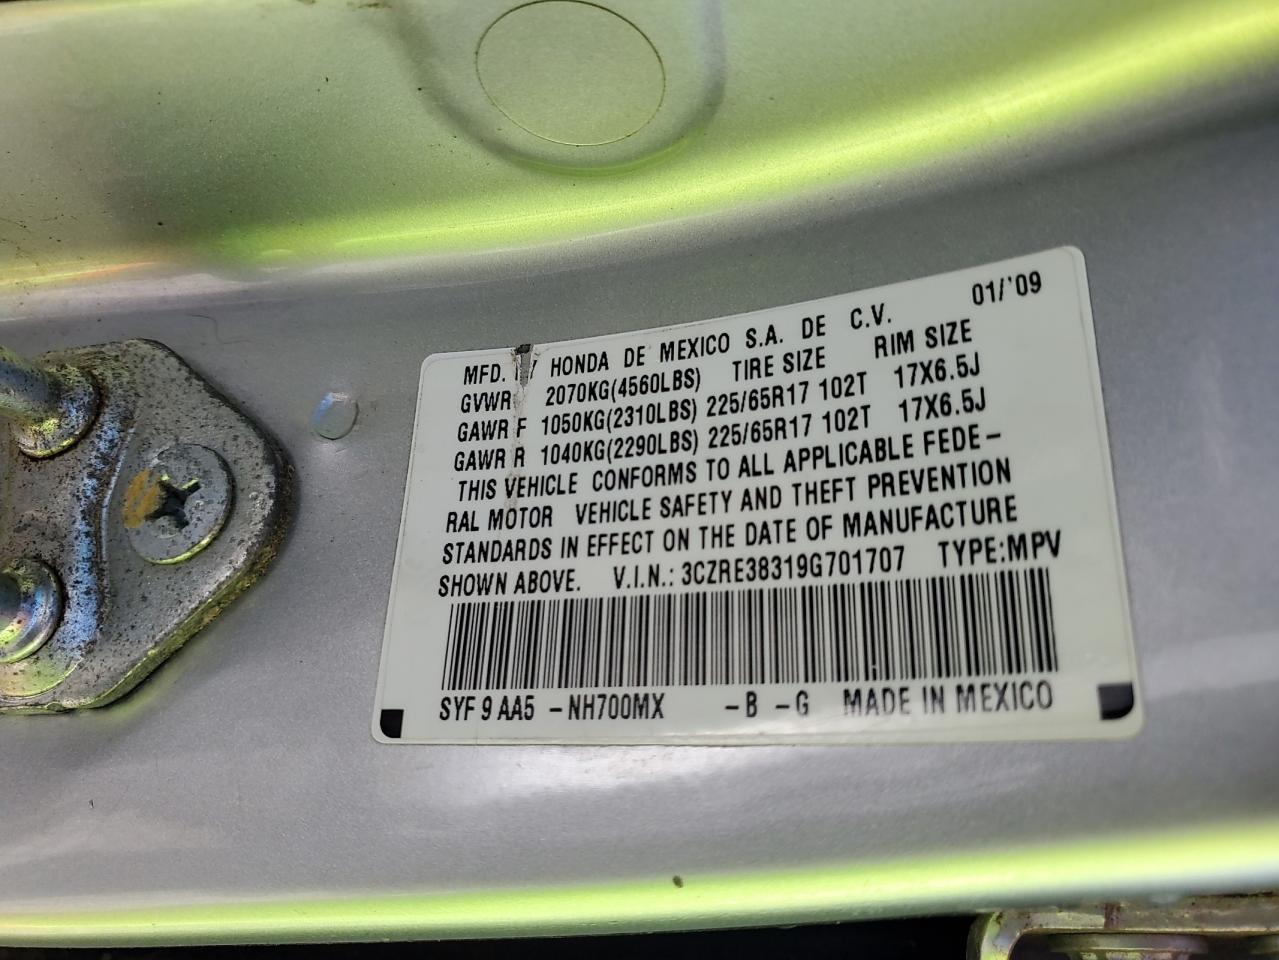 MFD. HONDA DE MEXICO S.A. DE C.V. 01/'09
GVWR 2070KG(4560LBS) TIRE SIZE RIM SIZE
GAWR F 1050KG(2310LBS) 225/65R17 102T 17X6.5J
GAWR R 1040KG(2290LBS) 225/65R17 102T 17X6.5J
THIS VEHICLE CONFORMS TO ALL APPLICABLE FEDE-
RAL MOTOR VEHICLE SAFETY AND THEFT PREVENTION
STANDARDS IN EFFECT ON THE DATE OF MANUFACTURE
SHOWN ABOVE. V.I.N.: 3CZRE38319G701707 TYPE:MPV
SYF 9 AA5 -NH700MX -B -G MADE IN MEXICO